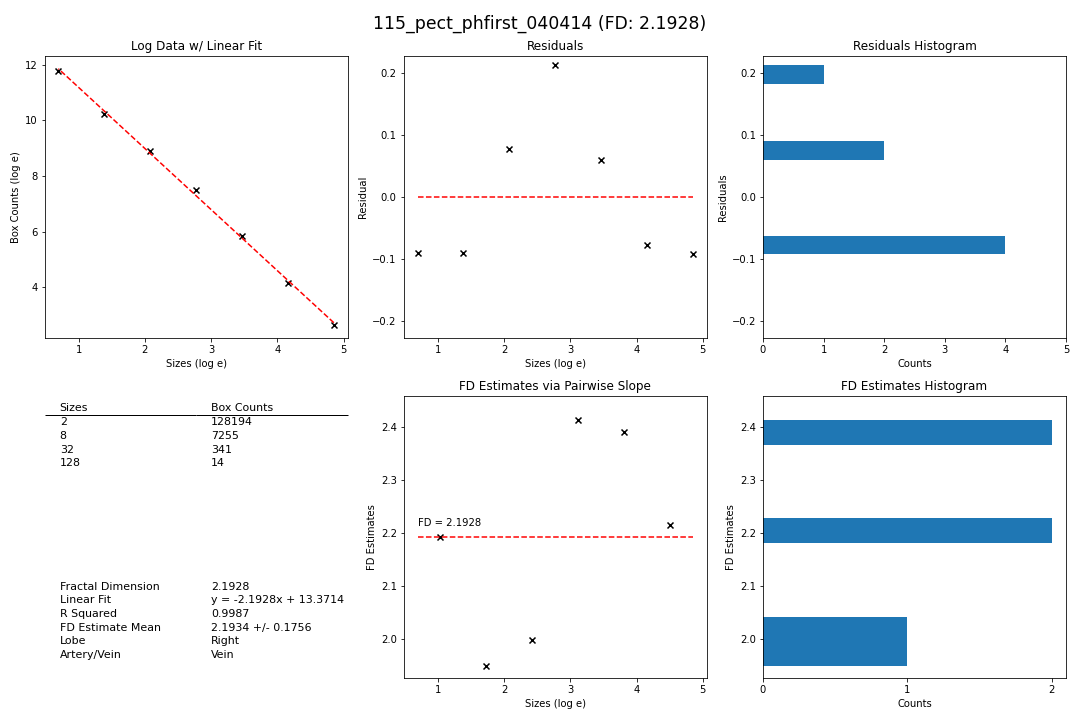 115_pect_phfirst_040414 (FD: 2.1928)
Log Data w/ Linear Fit
Box Counts (log e)
12
10
8
6
4
1 2 3 4 5
Sizes (log e)
Residuals
Residual
0.2
0.1
0.0
−0.1
−0.2
1 2 3 4 5
Sizes (log e)
Residuals Histogram
Residuals
0.2
0.1
0.0
−0.1
−0.2
0 1 2 3 4 5
Counts
Sizes Box Counts
2 128194
8 7255
32 341
128 14
Fractal Dimension 2.1928
Linear Fit y = -2.1928x + 13.3714
R Squared 0.9987
FD Estimate Mean 2.1934 +/- 0.1756
Lobe Right
Artery/Vein Vein
FD Estimates via Pairwise Slope
FD Estimates
2.4
2.3
2.2
2.1
2.0
FD = 2.1928
1 2 3 4 5
Sizes (log e)
FD Estimates Histogram
FD Estimates
2.4
2.3
2.2
2.1
2.0
0 1 2
Counts